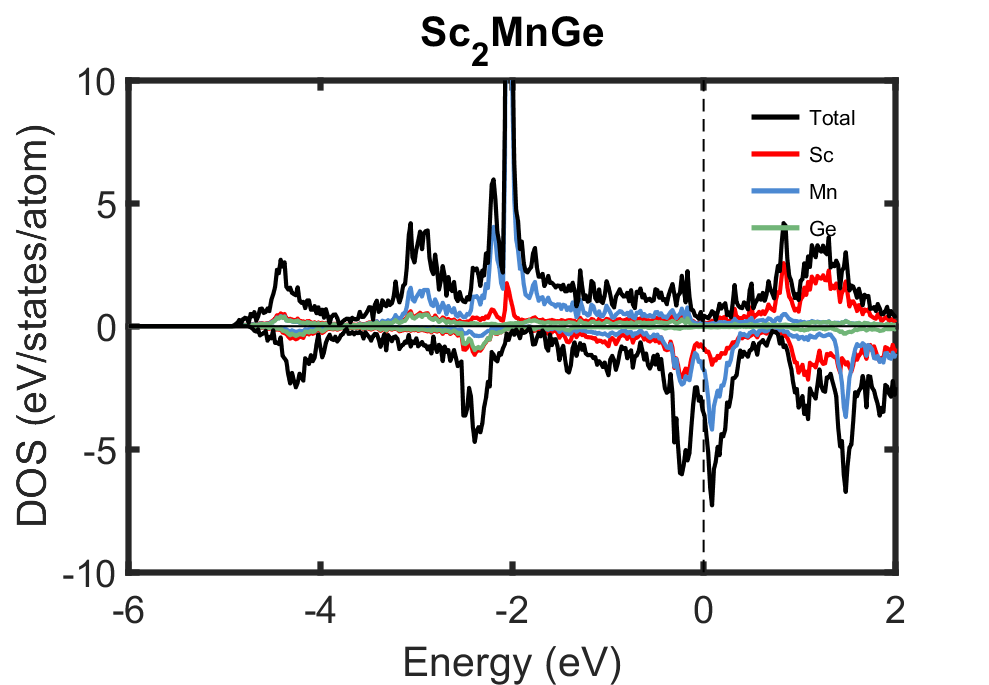 Sc2MnGe
10
5
0
-5
-10
DOS (eV/states/atom)
Total
Sc
Mn
Ge
-6
-4
-2
0
2
Energy (eV)